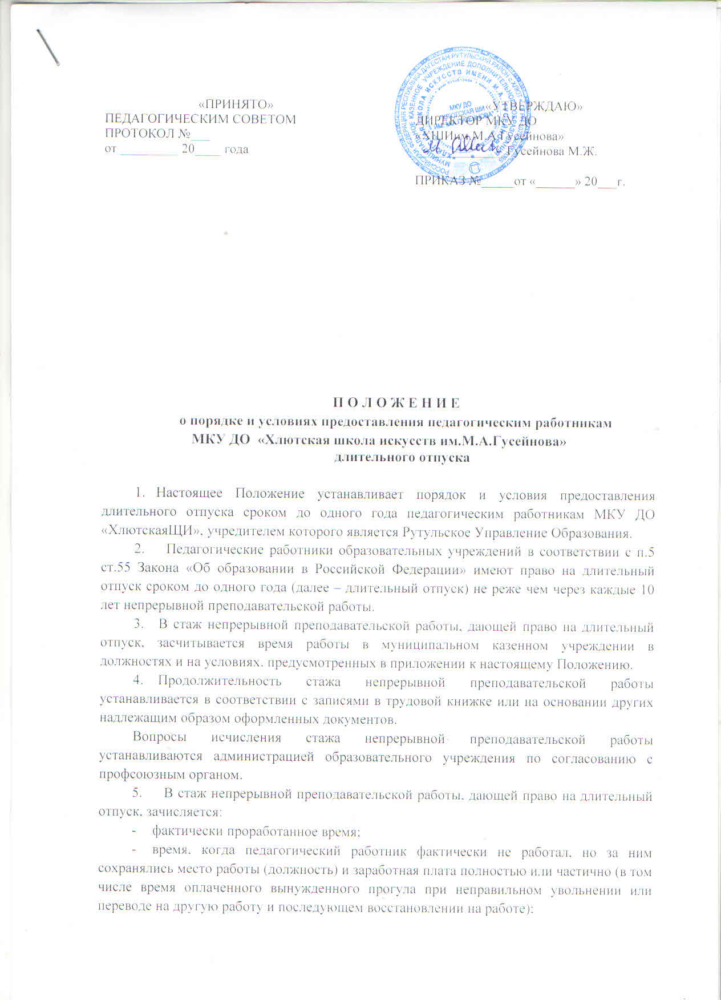 «ПРИНЯТО»
ПЕДАГОГИЧЕСКИМ СОВЕТОМ
ПРОТОКОЛ №___
от _________ 20____ года
«УТВЕРЖДАЮ»
ДИРЕКТОР МКУ ДО
«ХШИим.М.А.Гусейнова»
Гусейнова М.Ж.
ПРИКАЗ №_____от «______» 20___г.
РОССИЙСКАЯ ФЕДЕРАЦИЯ РЕСПУБЛИКА ДАГЕСТАН РУТУЛЬСКИЙ РАЙОН с.ХЛЮТ
МУНИЦИПАЛЬНОЕ КАЗЕННОЕ УЧРЕЖДЕНИЕ ДОПОЛНИТЕЛЬНОГО ОБРАЗОВАНИЯ
ШКОЛА ИСКУССТВ ИМЕНИ М.А.
МКУ ДО
П О Л О Ж Е Н И Е
о порядке и условиях предоставления педагогическим работникам
МКУ ДО «Хлютская школа искусств им.М.А.Гусейнова»
длительного отпуска
1. Настоящее Положение устанавливает порядок и условия предоставления
длительного отпуска сроком до одного года педагогическим работникам МКУ ДО
«ХлютскаяЩИ», учредителем которого является Рутульское Управление Образования.
2. Педагогические работники образовательных учреждений в соответствии с п.5
ст.55 Закона «Об образовании в Российской Федерации» имеют право на длительный
отпуск сроком до одного года (далее – длительный отпуск) не реже чем через каждые 10
лет непрерывной преподавательской работы.
3. В стаж непрерывной преподавательской работы, дающей право на длительный
отпуск, засчитывается время работы в муниципальном казенном учреждении в
должностях и на условиях, предусмотренных в приложении к настоящему Положению.
4. Продолжительность стажа непрерывной преподавательской работы
устанавливается в соответствии с записями в трудовой книжке или на основании других
надлежащим образом оформленных документов.
Вопросы исчисления стажа непрерывной преподавательской работы
устанавливаются администрацией образовательного учреждения по согласованию с
профсоюзным органом.
5. В стаж непрерывной преподавательской работы, дающей право на длительный
отпуск, зачисляется:
- фактически проработанное время;
- время, когда педагогический работник фактически не работал, но за ним
сохранялись место работы (должность) и заработная плата полностью или частично (в том
числе время оплаченного вынужденного прогула при неправильном увольнении или
переводе на другую работу и последующем восстановлении на работе);